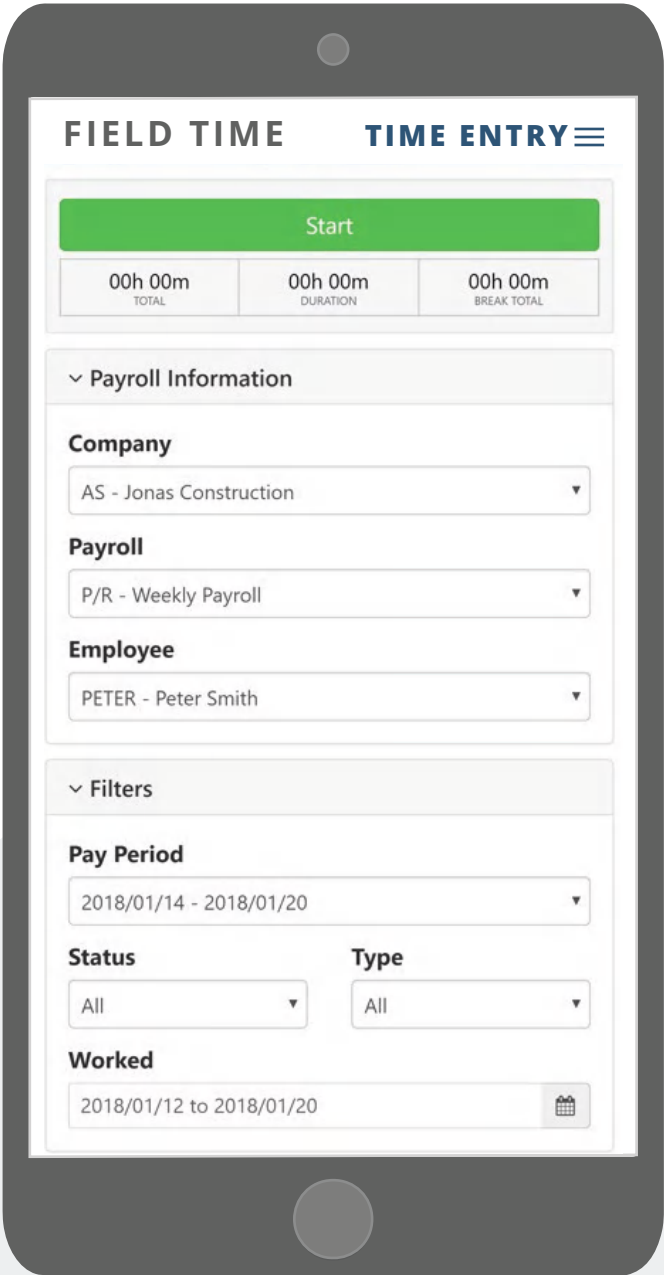 FIELD TIME TIME ENTRY
Start
00h 00m 00h 00m 00h 00m
TOTAL DURATION BREAK TOTAL
Payroll Information
Company
AS - Jonas Construction
Payroll
P/R - Weekly Payroll
Employee
PETER - Peter Smith
Filters
Pay Period
2018/01/14 - 2018/01/20
Status Type
All All
Worked
2018/01/12 to 2018/01/20